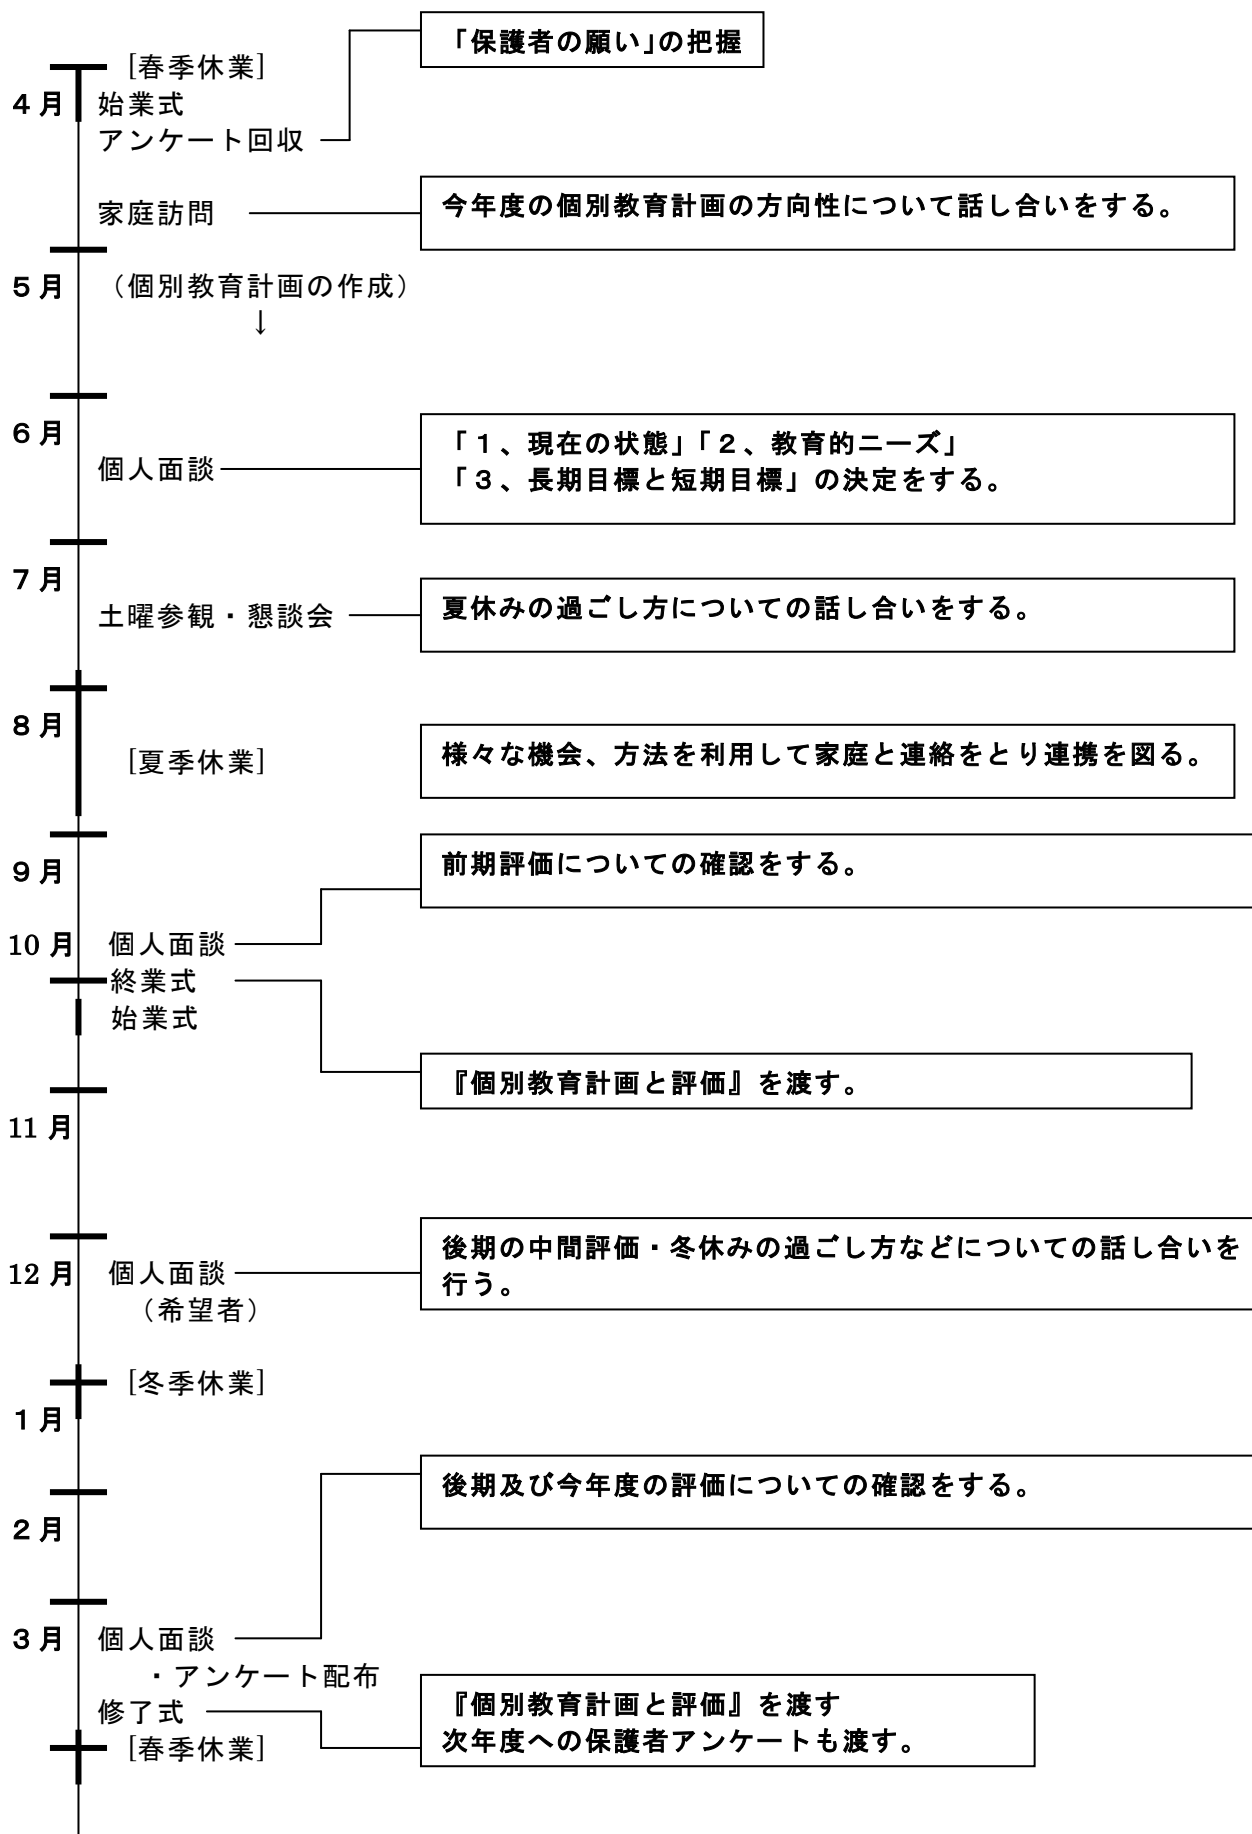 「保護者の願い」の把握
[春季休業]
4月 始業式
アンケート回収
家庭訪問 今年度の個別教育計画の方向性について話し合いをする。
5月 （個別教育計画の作成）
↓
6月
「１、現在の状態」「２、教育的ニーズ」
個人面談
「３、長期目標と短期目標」の決定をする。
7月
土曜参観・懇談会 夏休みの過ごし方についての話し合いをする。
8月
[夏季休業] 様々な機会、方法を利用して家庭と連絡をとり連携を図る。
9月 前期評価についての確認をする。
10月 個人面談
終業式
始業式
『個別教育計画と評価』を渡す。
11月
後期の中間評価・冬休みの過ごし方などについての話し合いを
行う。
12月 個人面談
（希望者）
[冬季休業]
1月
後期及び今年度の評価についての確認をする。
2月
3月 個人面談
・アンケート配布
修了式
『個別教育計画と評価』を渡す
次年度への保護者アンケートも渡す。
[春季休業]